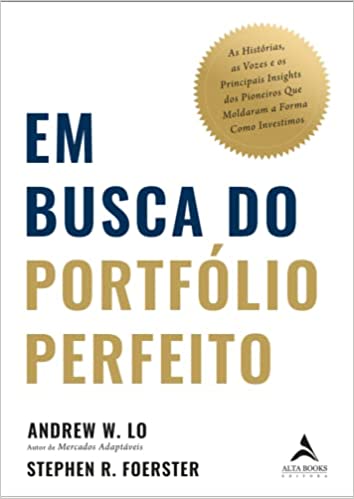 As Histórias,
as Vozes e os
Principais Insights
dos Pioneiros Que
Moldaram a Forma
Como Investimos
EM
BUSCA DO
PORTFÓLIO
PERFEITO
ANDREW W. LO
Autor de Mercados Adaptáveis
STEPHEN R. FOERSTER
ALTA BOOKS
EDITORA